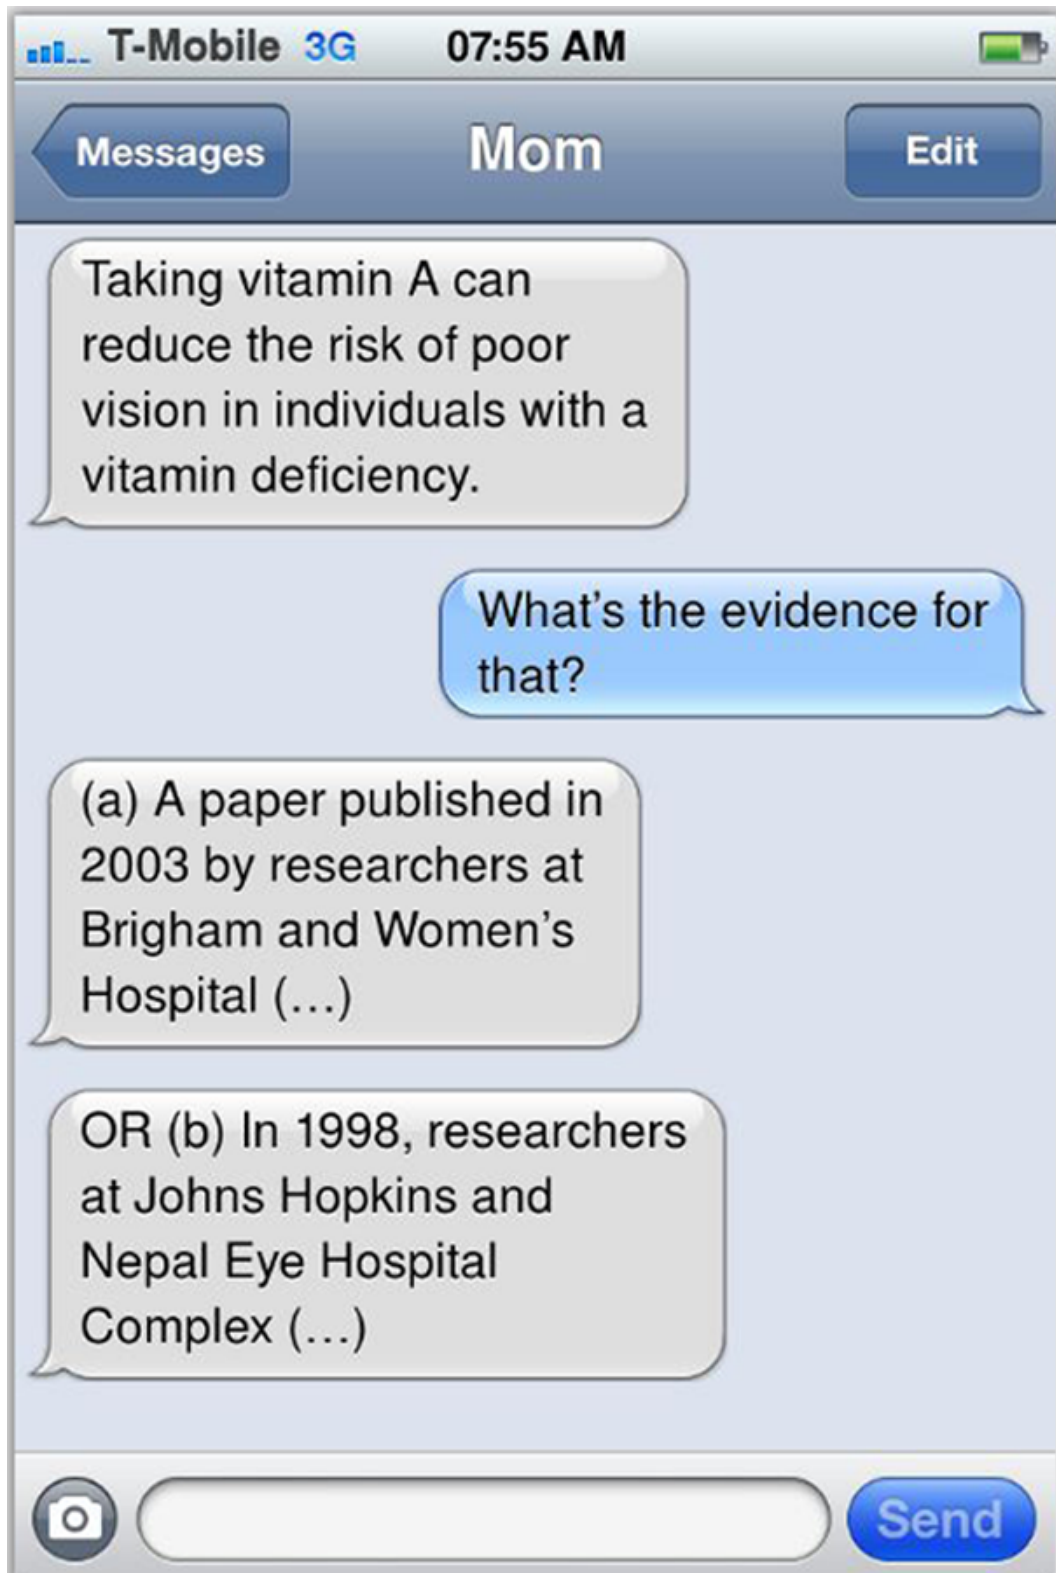 T-Mobile 3G 07:55 AM
Messages Mom Edit
Taking vitamin A can
reduce the risk of poor
vision in individuals with a
vitamin deficiency.
What’s the evidence for
that?
(a) A paper published in
2003 by researchers at
Brigham and Women’s
Hospital (…)
OR (b) In 1998, researchers
at Johns Hopkins and
Nepal Eye Hospital
Complex (…)
Send